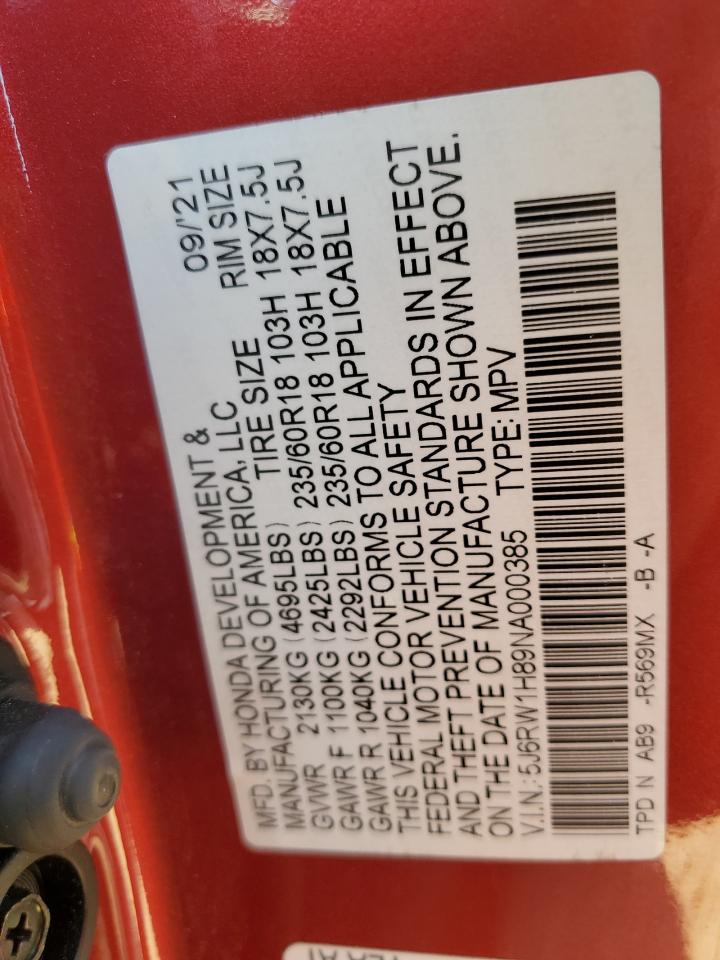 MFD. BY HONDA DEVELOPMENT & 09/'21
MANUFACTURING OF AMERICA, LLC RIM SIZE
TIRE SIZE
GVWR 2130KG (4695LBS) 235/60R18 103H 18X7.5J
GAWR F 1100KG (2425LBS) 235/60R18 103H 18X7.5J
GAWR R 1040KG (2292LBS)
THIS VEHICLE CONFORMS TO ALL APPLICABLE
FEDERAL MOTOR VEHICLE SAFETY
AND THEFT PREVENTION STANDARDS IN EFFECT
ON THE DATE OF MANUFACTURE SHOWN ABOVE.
V.I.N.: 5J6RW1H89NA000385 TYPE: MPV
TPD N AB9 -R569MX -B -A